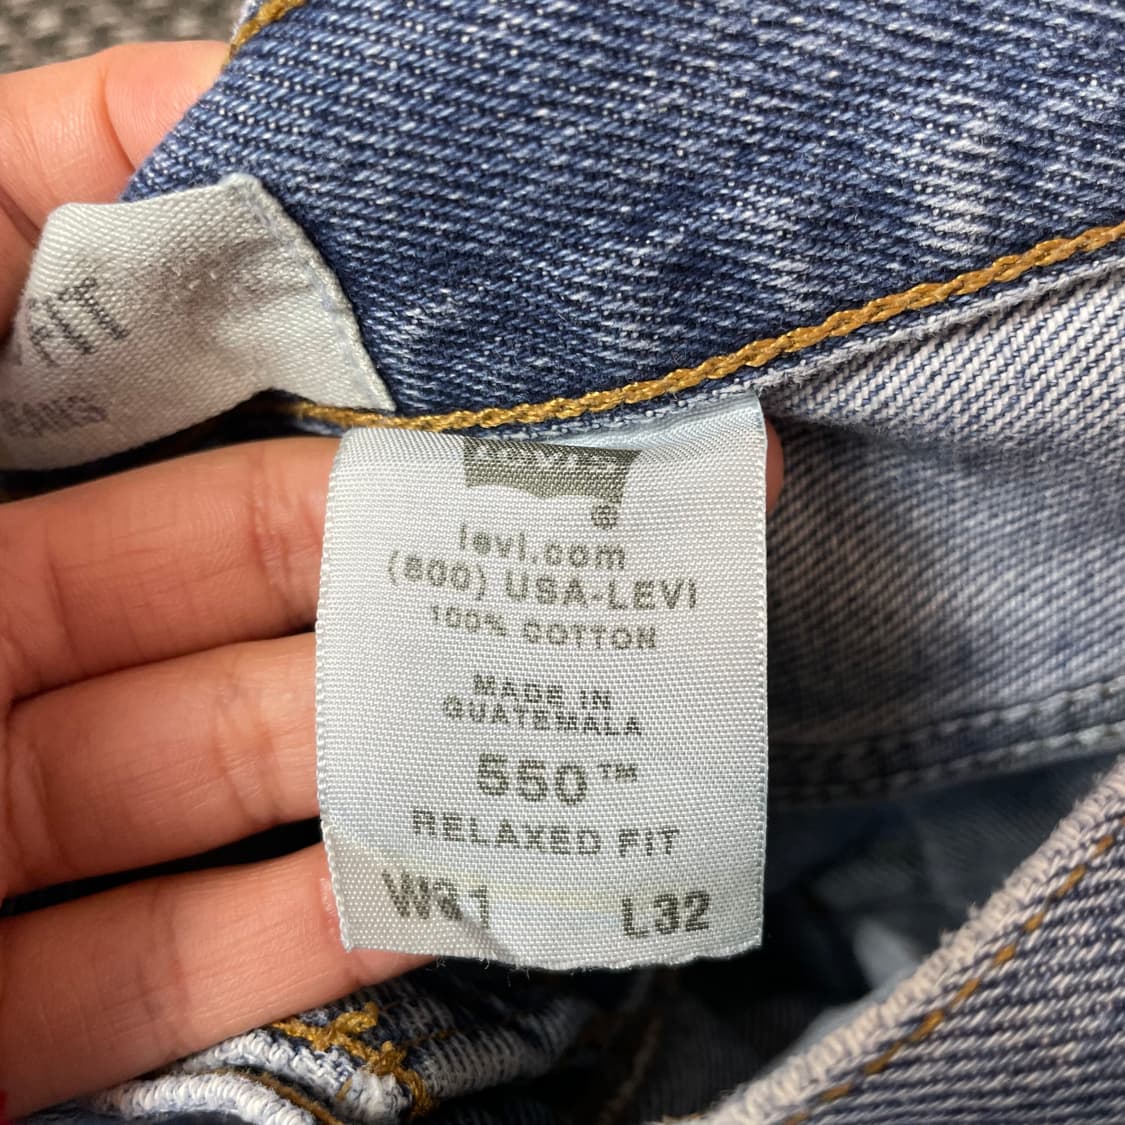 levi.com
(800) USA-LEVI
100% COTTON
MADE IN
GUATEMALA
550™
RELAXED FIT
W31 L32